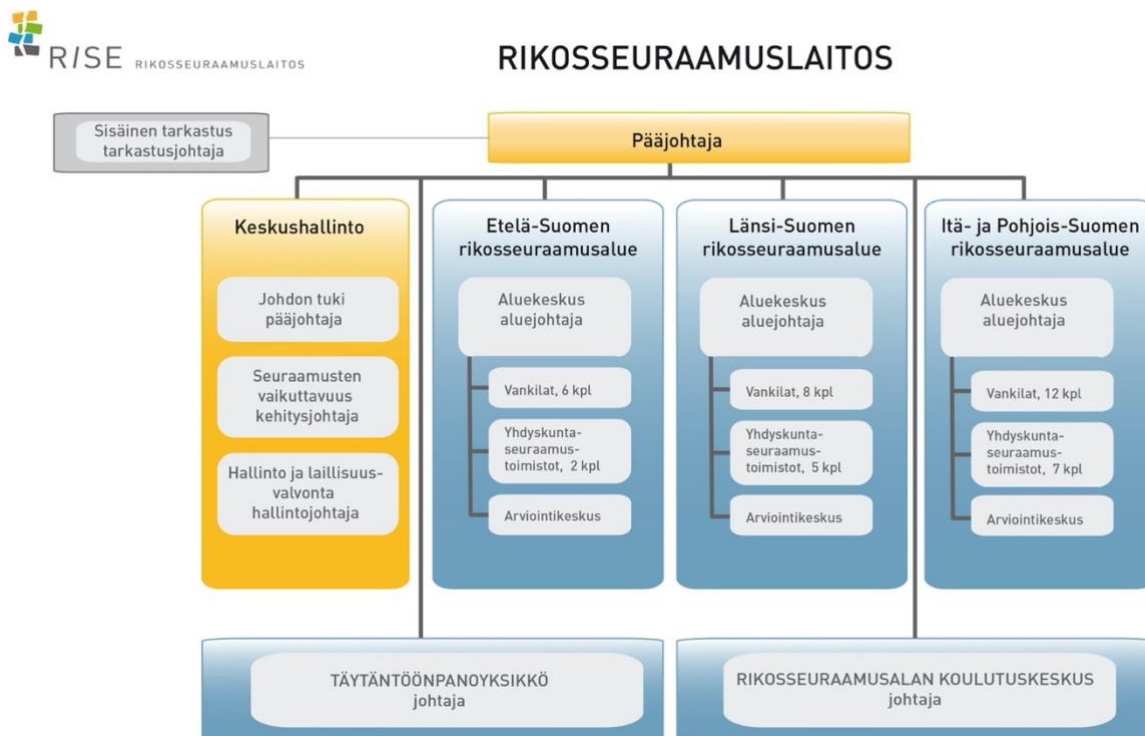 RISE RIKOSSEURAAMUSLAITOS
RIKOSSEURAAMUSLAITOS
Sisäinen tarkastus
tarkastusjohtaja
Pääjohtaja
Keskushallinto
Johdon tuki
pääjohtaja
Seuraamusten
vaikuttavuus
kehitysjohtaja
Hallinto ja laillisuus-
valvonta
hallintojohtaja
Etelä-Suomen
rikosseuraamusalue
Aluekeskus
aluejohtaja
Vankilat, 6 kpl
Yhdyskunta-
seuraamus-
toimistot, 2 kpl
Arviointikeskus
Länsi-Suomen
rikosseuraamusalue
Aluekeskus
aluejohtaja
Vankilat, 8 kpl
Yhdyskunta-
seuraamus-
toimistot, 5 kpl
Arviointikeskus
Itä- ja Pohjois-Suomen
rikosseuraamusalue
Aluekeskus
aluejohtaja
Vankilat, 12 kpl
Yhdyskunta-
seuraamus-
toimistot, 7 kpl
Arviointikeskus
TÄYTÄNTÖÖNPANOYKSIKKÖ
johtaja
RIKOSSEURAAMUSALAN KOULUTUSKESKUS
johtaja